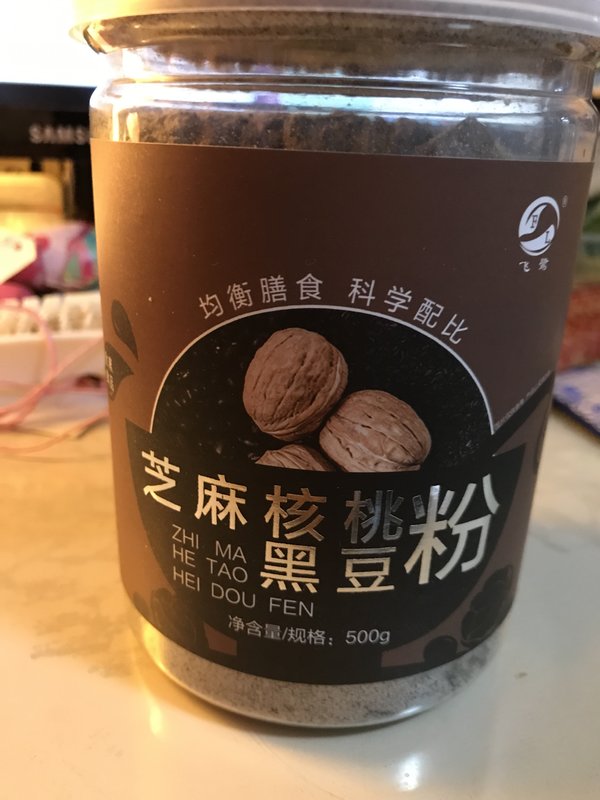 SAMS
飞鹭
均衡膳食 科学配比
芝麻核桃
黑豆粉
ZHI MA
HE TAO
HEI DOU FEN
净含量/规格：500g